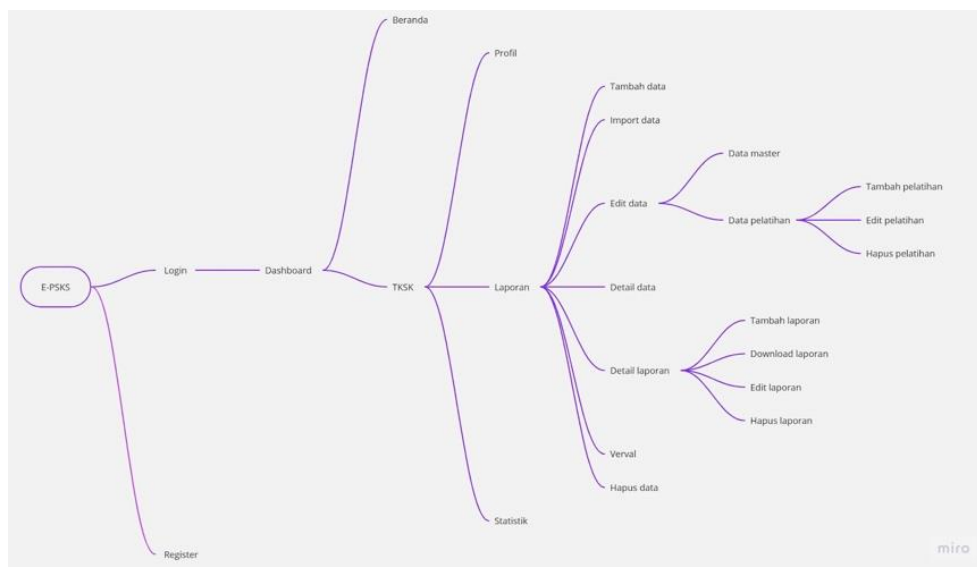 Beranda
Profil
Tambah data
Import data
Data master
Tambah pelatihan
Edit data
Data pelatihan
Edit pelatihan
Hapus pelatihan
Login
Dashboard
E-PSKS
TKSK
Laporan
Detail data
Tambah laporan
Download laporan
Detail laporan
Edit laporan
Hapus laporan
Verval
Hapus data
Statistik
Register
miro